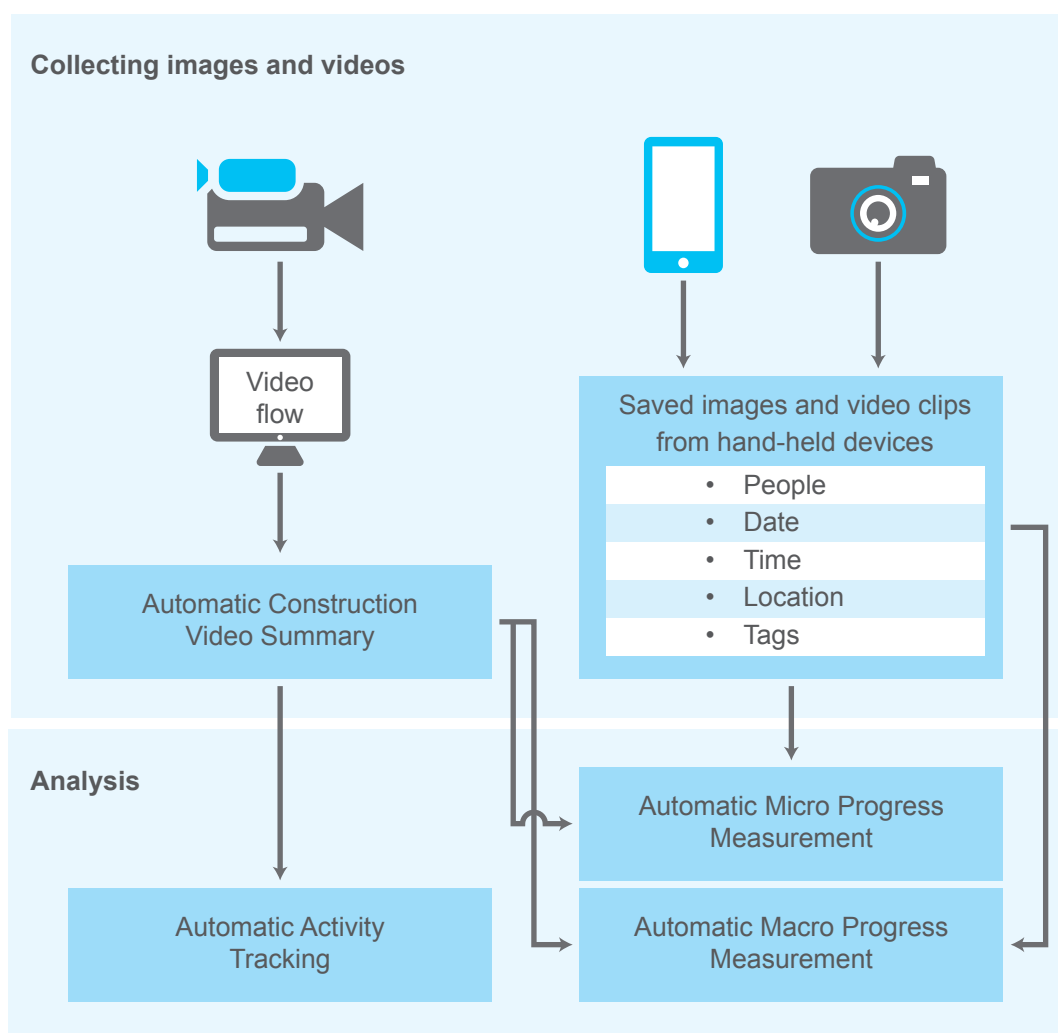 Collecting images and videos
Video
flow
Saved images and video clips
from hand-held devices
• People
• Date
• Time
• Location
• Tags
Automatic Construction
Video Summary
Analysis
Automatic Micro Progress
Measurement
Automatic Activity
Tracking
Automatic Macro Progress
Measurement